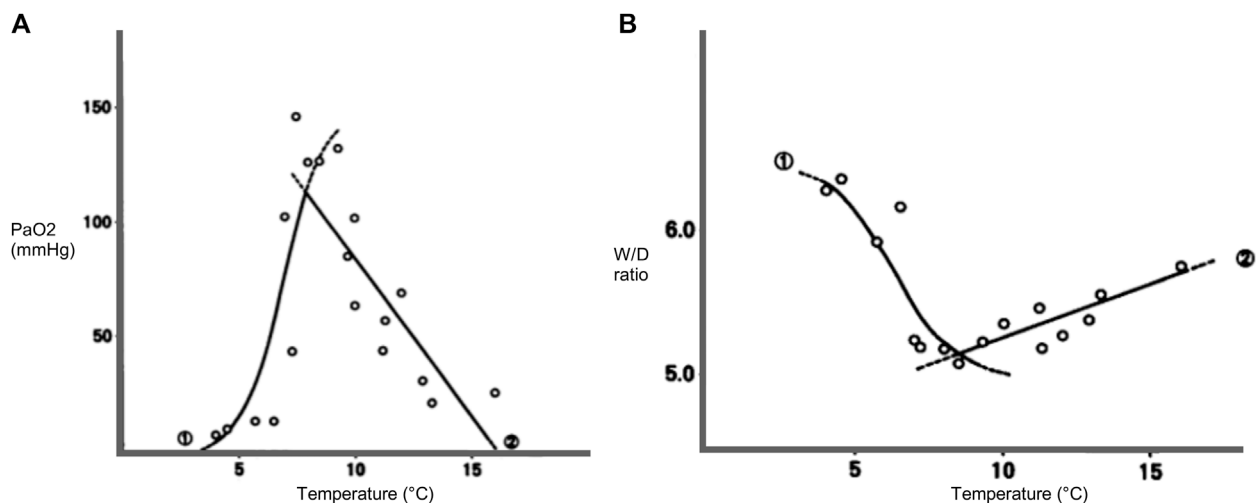 A
150
100
50
PaO2
(mmHg)
①
②
5
10
15
Temperature (°C)
B
①
6.0
W/D
ratio
②
5.0
5
10
15
Temperature (°C)